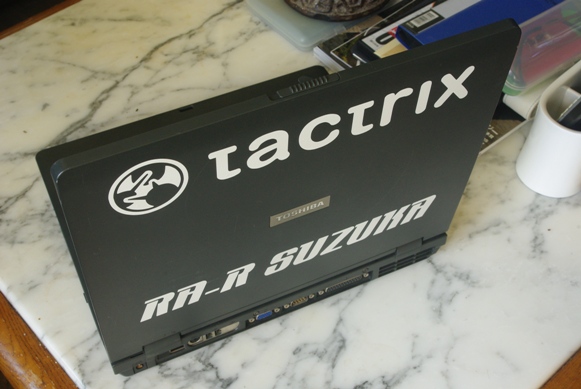 tactrix
TOSHIBA
RA-R SUZUKA